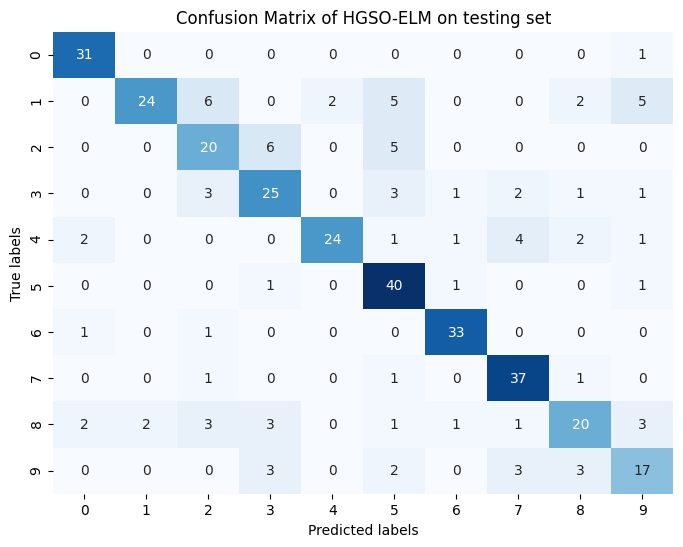 Confusion Matrix of HGSO-ELM on testing set
0 31 0 0 0 0 0 0 0 0 1
1 0 24 6 0 2 5 0 0 2 5
2 0 0 20 6 0 5 0 0 0 0
3 0 0 3 25 0 3 1 2 1 1
4 2 0 0 0 24 1 1 4 2 1
5 0 0 0 1 0 40 1 0 0 1
6 1 0 1 0 0 0 33 0 0 0
7 0 0 1 0 0 1 0 37 1 0
8 2 2 3 3 0 1 1 1 20 3
9 0 0 0 3 0 2 0 3 3 17
True labels
0 1 2 3 4 5 6 7 8 9
Predicted labels